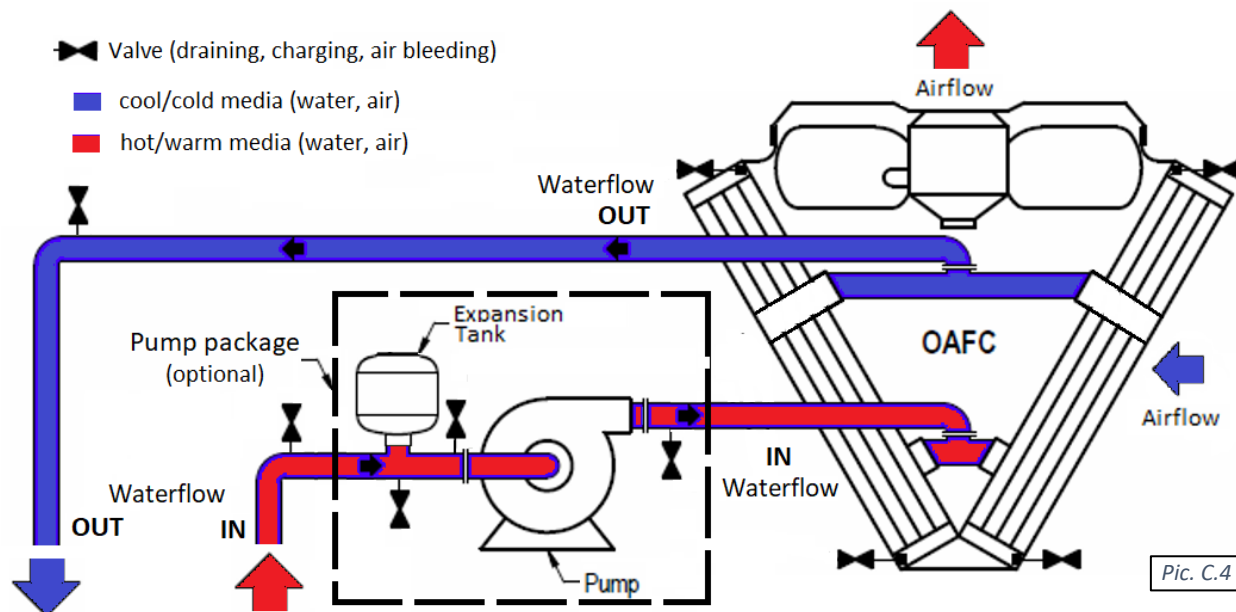 Valve (draining, charging, air bleeding)
cool/cold media (water, air)
hot/warm media (water, air)
Airflow
Waterflow
OUT
Expansion
Tank
Pump package
(optional)
OAFC
Airflow
IN
Waterflow
Waterflow
IN
OUT
Pump
Pic. C.4